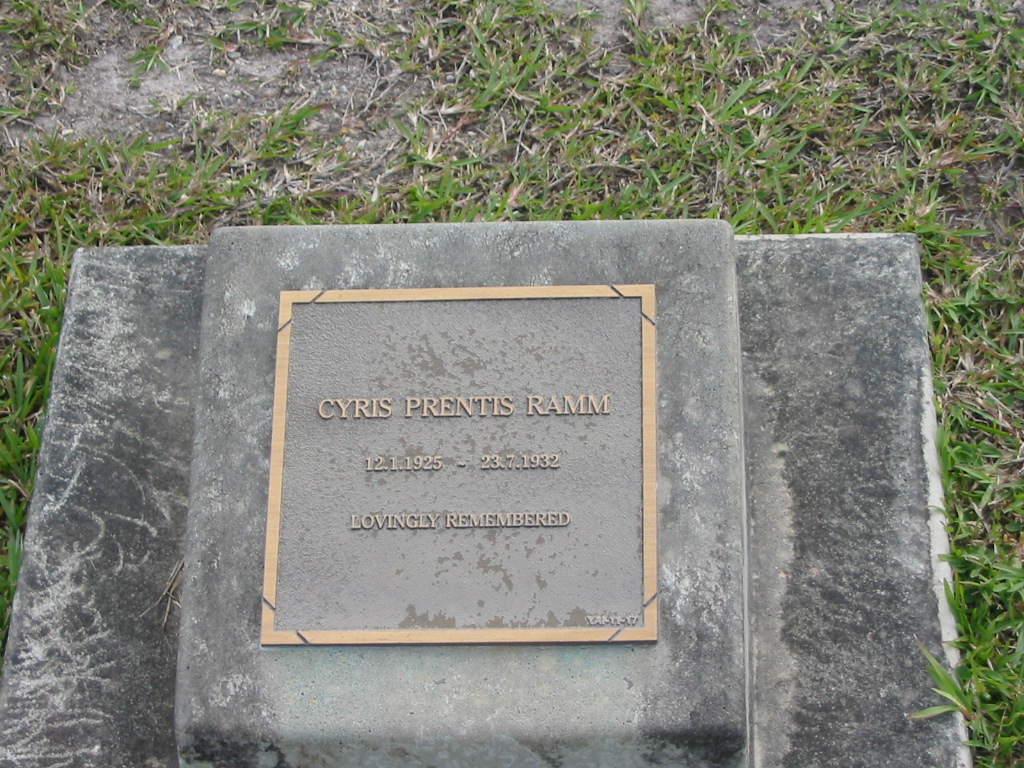 CYRIS PRENTIS RAMM
12.1.1925 ~ 23.7.1932
LOVINGLY REMEMBERED